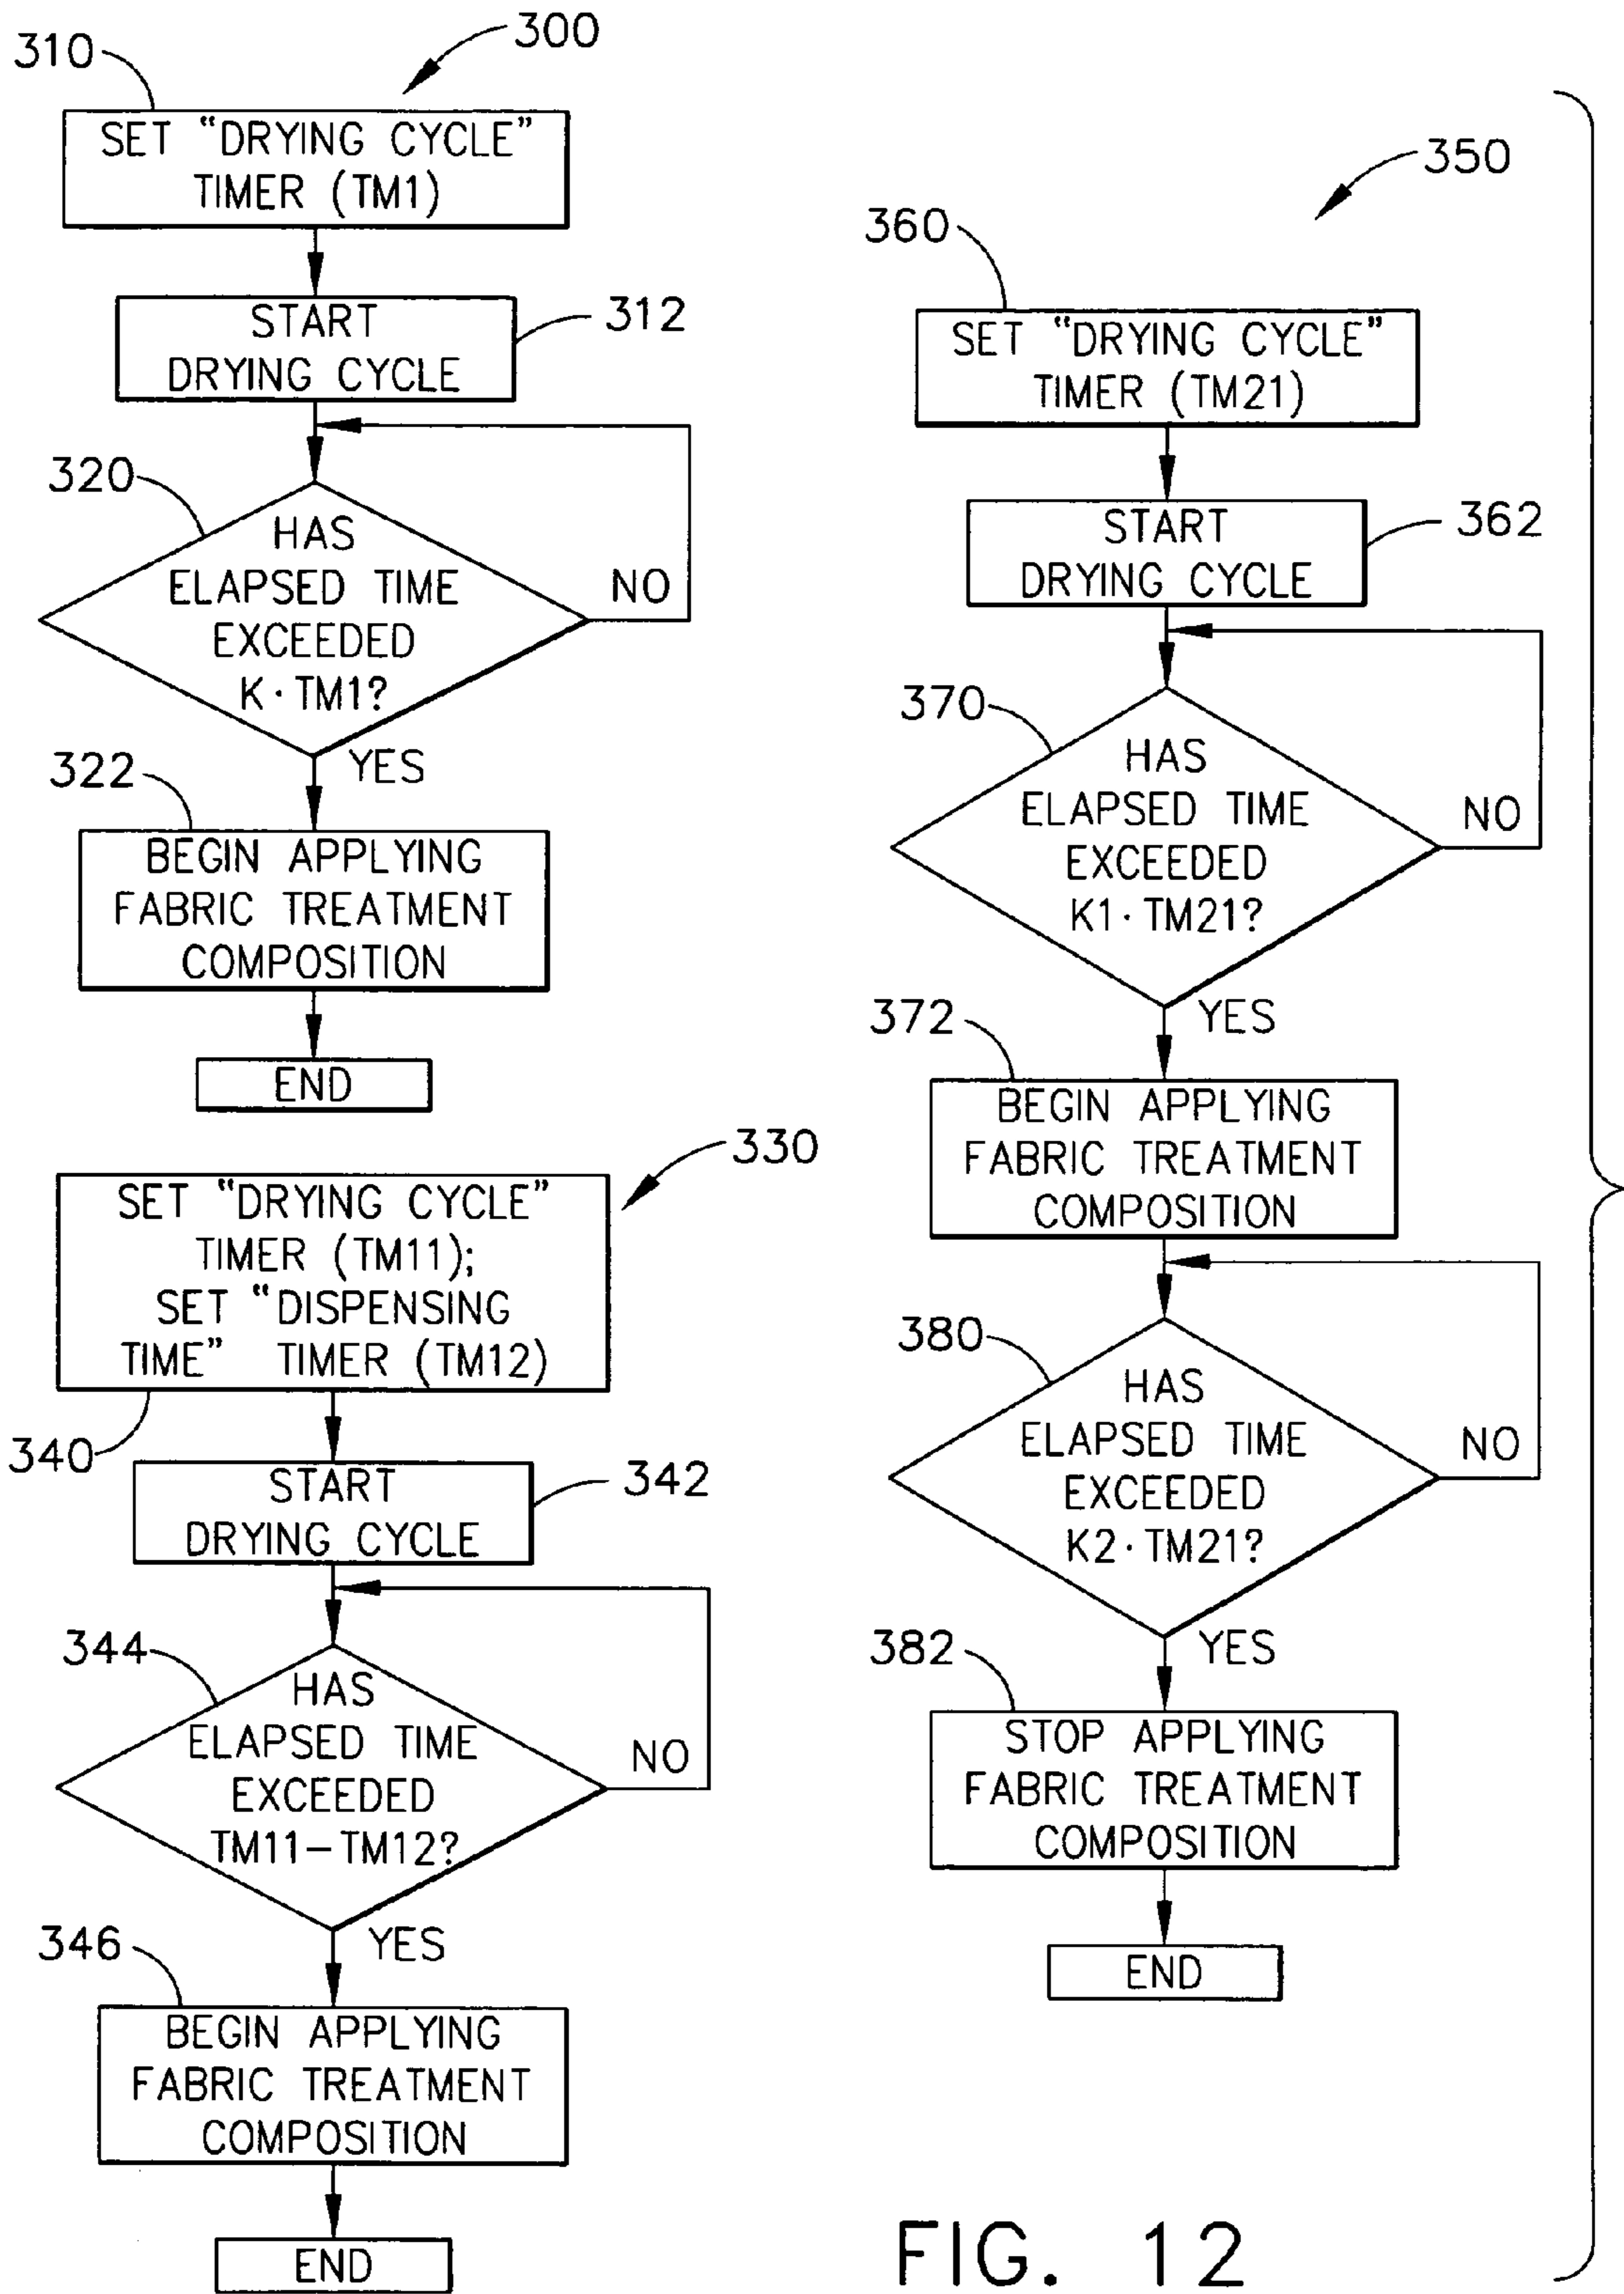 300
310
SET "DRYING CYCLE"
TIMER (TM1)
312
START
DRYING CYCLE
320
HAS
ELAPSED TIME
EXCEEDED
K · TM1?
NO
YES
322
BEGIN APPLYING
FABRIC TREATMENT
COMPOSITION
END
330
SET "DRYING CYCLE"
TIMER (TM11);
SET "DISPENSING
TIME" TIMER (TM12)
340
342
START
DRYING CYCLE
344
HAS
ELAPSED TIME
EXCEEDED
TM11-TM12?
NO
YES
346
BEGIN APPLYING
FABRIC TREATMENT
COMPOSITION
END
350
360
SET "DRYING CYCLE"
TIMER (TM21)
362
START
DRYING CYCLE
370
HAS
ELAPSED TIME
EXCEEDED
K1 · TM21?
NO
YES
372
BEGIN APPLYING
FABRIC TREATMENT
COMPOSITION
380
HAS
ELAPSED TIME
EXCEEDED
K2 · TM21?
NO
YES
382
STOP APPLYING
FABRIC TREATMENT
COMPOSITION
END
FIG. 12